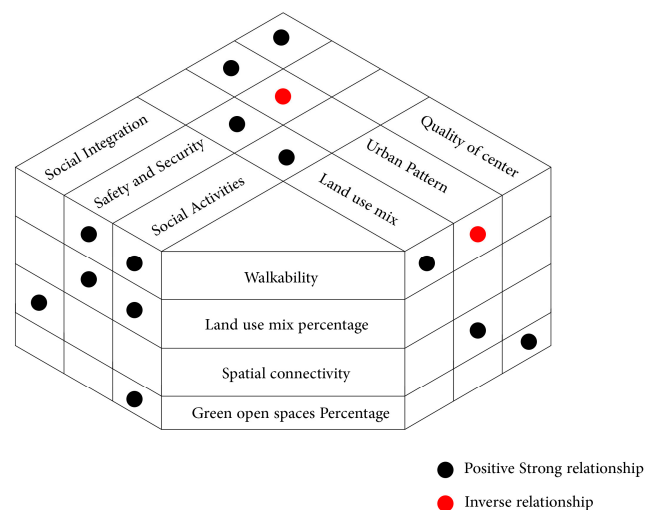 Social Integration
Safety and Security
Social Activities
Quality of center
Urban Pattern
Land use mix
Walkability
Land use mix percentage
Spatial connectivity
Green open spaces Percentage
Positive Strong relationship
Inverse relationship